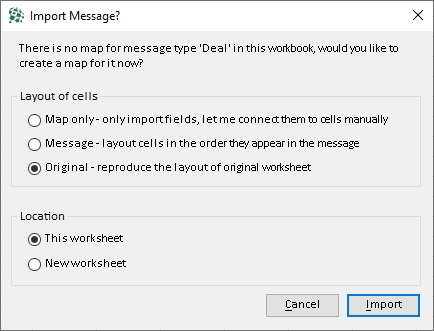 Import Message?
There is no map for message type 'Deal' in this workbook, would you like to
create a map for it now?
Layout of cells
Map only - only import fields, let me connect them to cells manually
Message - layout cells in the order they appear in the message
Original - reproduce the layout of original worksheet
Location
This worksheet
New worksheet
Cancel Import